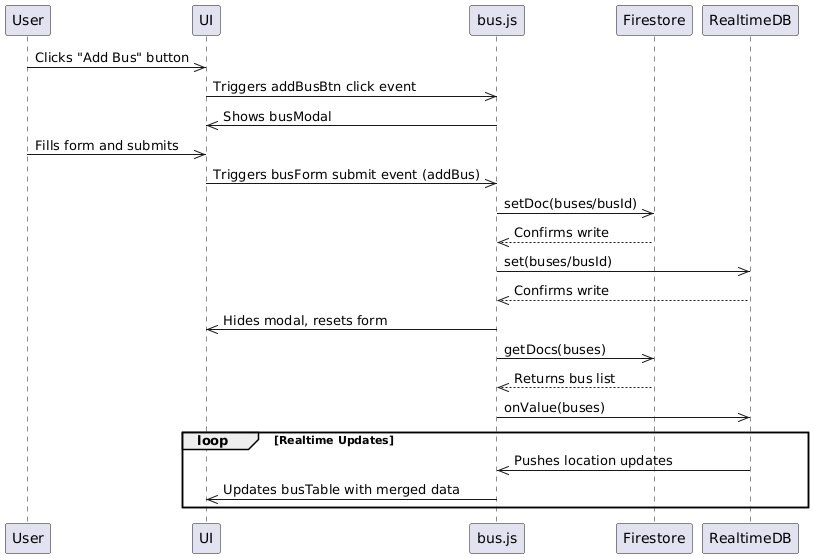 User UI bus.js Firestore RealtimeDB
Clicks "Add Bus" button
Triggers addBusBtn click event
Shows busModal
Fills form and submits
Triggers busForm submit event (addBus)
setDoc(buses/busId)
Confirms write
set(buses/busId)
Confirms write
Hides modal, resets form
getDocs(buses)
Returns bus list
onValue(buses)
loop [Realtime Updates]
Pushes location updates
Updates busTable with merged data
User UI bus.js Firestore RealtimeDB